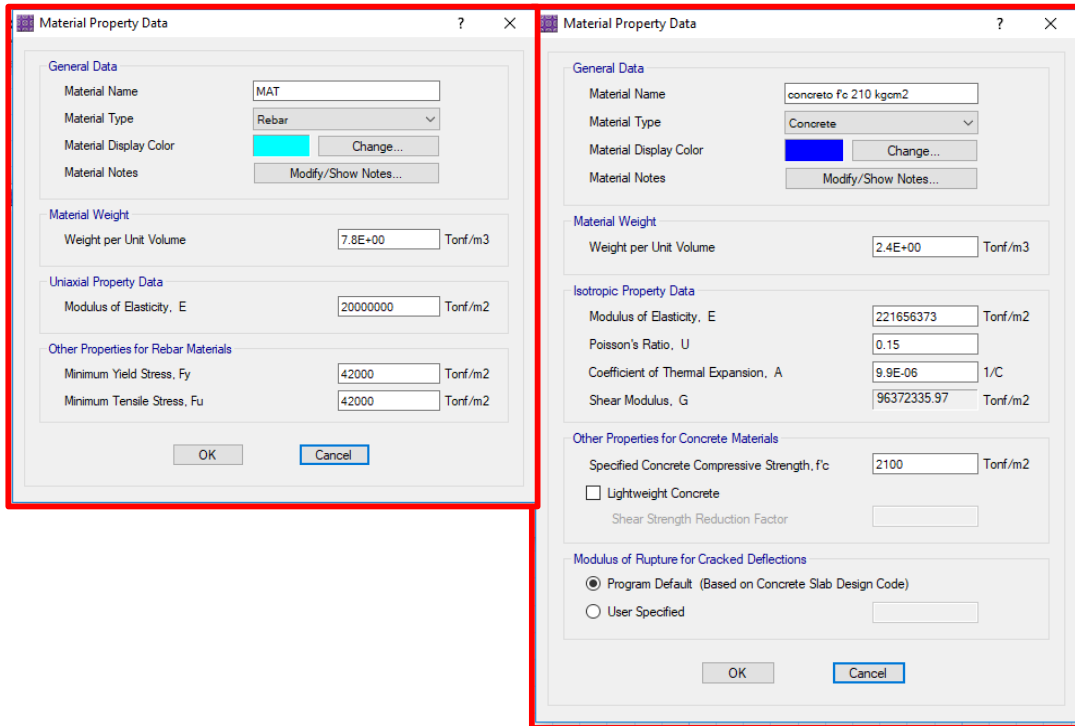 Material Property Data ? ×
General Data
Material Name MAT
Material Type Rebar
Material Display Color Change...
Material Notes Modify/Show Notes...
Material Weight
Weight per Unit Volume 7.8E+00 Tonf/m3
Uniaxial Property Data
Modulus of Elasticity, E 20000000 Tonf/m2
Other Properties for Rebar Materials
Minimum Yield Stress, Fy 42000 Tonf/m2
Minimum Tensile Stress, Fu 42000 Tonf/m2
OK Cancel
Material Property Data ? ×
General Data
Material Name concreto f'c 210 kgcm2
Material Type Concrete
Material Display Color Change...
Material Notes Modify/Show Notes...
Material Weight
Weight per Unit Volume 2.4E+00 Tonf/m3
Isotropic Property Data
Modulus of Elasticity, E 221656373 Tonf/m2
Poisson's Ratio, U 0.15
Coefficient of Thermal Expansion, A 9.9E-06 1/C
Shear Modulus, G 96372335.97 Tonf/m2
Other Properties for Concrete Materials
Specified Concrete Compressive Strength, f'c 2100 Tonf/m2
Lightweight Concrete
Shear Strength Reduction Factor
Modulus of Rupture for Cracked Deflections
Program Default (Based on Concrete Slab Design Code)
User Specified
OK Cancel